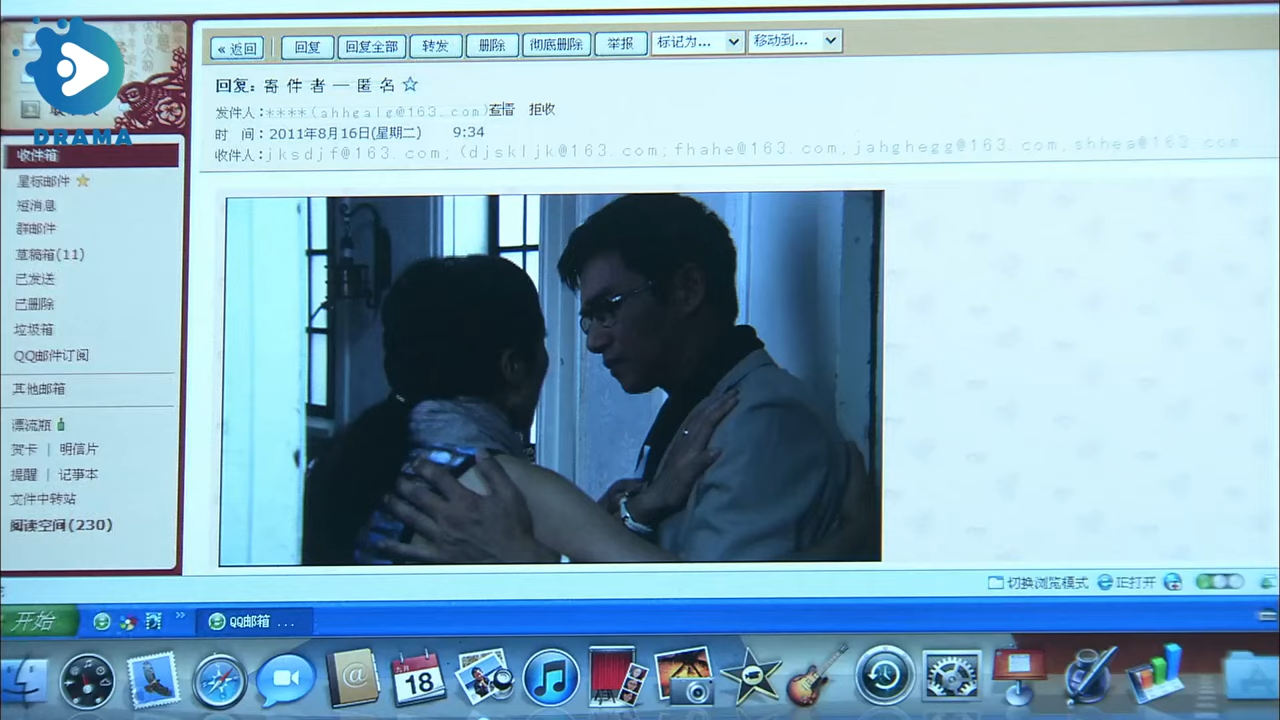 DRAMA
«返回 回复 回复全部 转发 删除 彻底删除 举报 标记为... 移动到...
回复：寄 件 者 — 匿 名 ☆
发件人：****(ahhgalg@163.com) 拒收
时　间：2011年8月16日(星期二)　9:34
收件人：jksdjf@163.com;(djskljk@163.com;fhahe@163.com,jahghegg@163.com,shhea@163.com
收件箱
星标邮件
短消息
群邮件
草稿箱(11)
已发送
已删除
垃圾箱
QQ邮件订阅
其他邮箱
漂流瓶
贺卡 | 明信片
提醒 | 记事本
文件中转站
阅读空间(230)
切换浏览模式 IE打开
开始 » QQ邮箱 ...
18